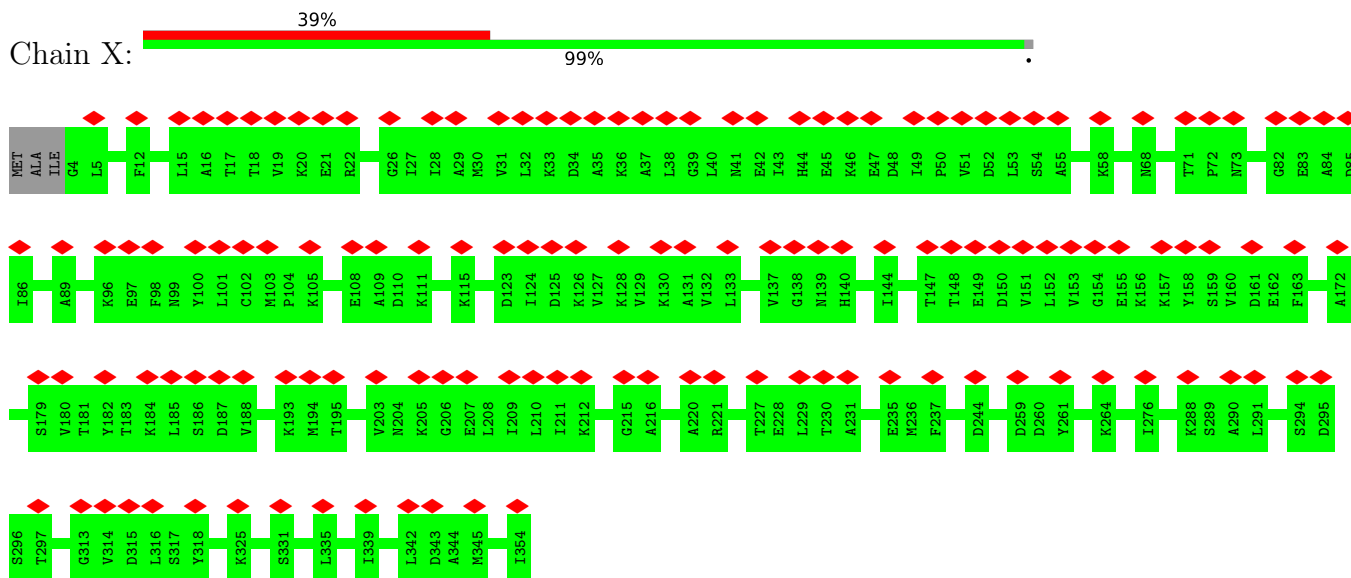 39%
Chain X:
99%
.
MET ALA ILE G4 L5 F12 L15 A16 T17 T18 V19 K20 E21 R22 G26 I27 I28 A29 M30 V31 L32 K33 D34 A35 K36 A37 L38 G39 L40 N41 E42 I43 H44 E45 K46 E47 D48 I49 P50 V51 D52 L53 S54 A55 K58 N68 T71 P72 N73 G82 E83 A84 D85
I86 A89 K96 E97 F98 N99 Y100 L101 C102 M103 P104 K105 E108 A109 D110 K111 K115 D123 I124 D125 K126 V127 K128 V129 K130 A131 V132 L133 V137 G138 N139 H140 I144 T147 T148 E149 D150 V151 L152 V153 G154 E155 K156 K157 Y158 S159 V160 D161 E162 F163 A172
S179 V180 T181 Y182 T183 K184 L185 S186 D187 V188 K193 M194 T195 V203 N204 K205 G206 E207 L208 I209 L210 I211 K212 G215 A216 A220 R221 T227 E228 L229 T230 A231 E235 M236 F237 D244 D259 D260 Y261 K264 I276 K288 S289 A290 L291 S294 D295
S296 T297 G313 V314 D315 L316 S317 Y318 K325 S331 L335 I339 L342 D343 A344 M345 I354